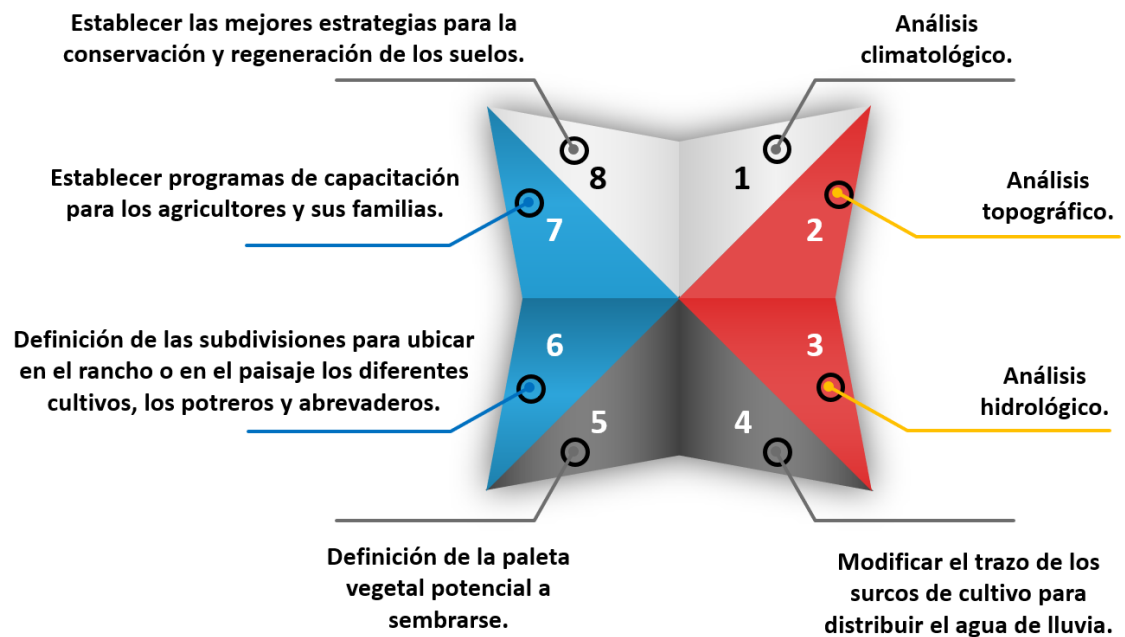 Establecer las mejores estrategias para la
conservación y regeneración de los suelos.
Análisis
climatológico.
8
1
Establecer programas de capacitación
para los agricultores y sus familias.
7
2
Análisis
topográfico.
Definición de las subdivisiones para ubicar
en el rancho o en el paisaje los diferentes
cultivos, los potreros y abrevaderos.
6
3
Análisis
hidrológico.
5
4
Definición de la paleta
vegetal potencial a
sembrarse.
Modificar el trazo de los
surcos de cultivo para
distribuir el agua de lluvia.